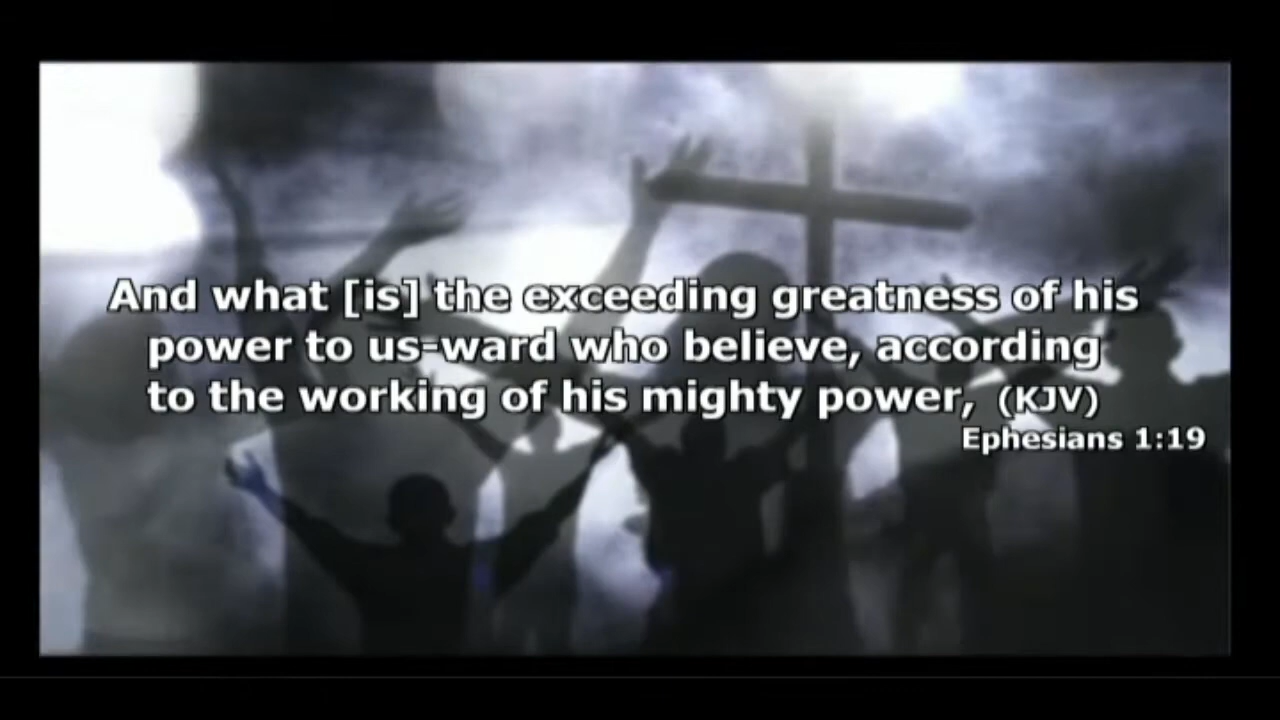 And what [is] the exceeding greatness of his
power to us-ward who believe, according
to the working of his mighty power, (KJV)
Ephesians 1:19